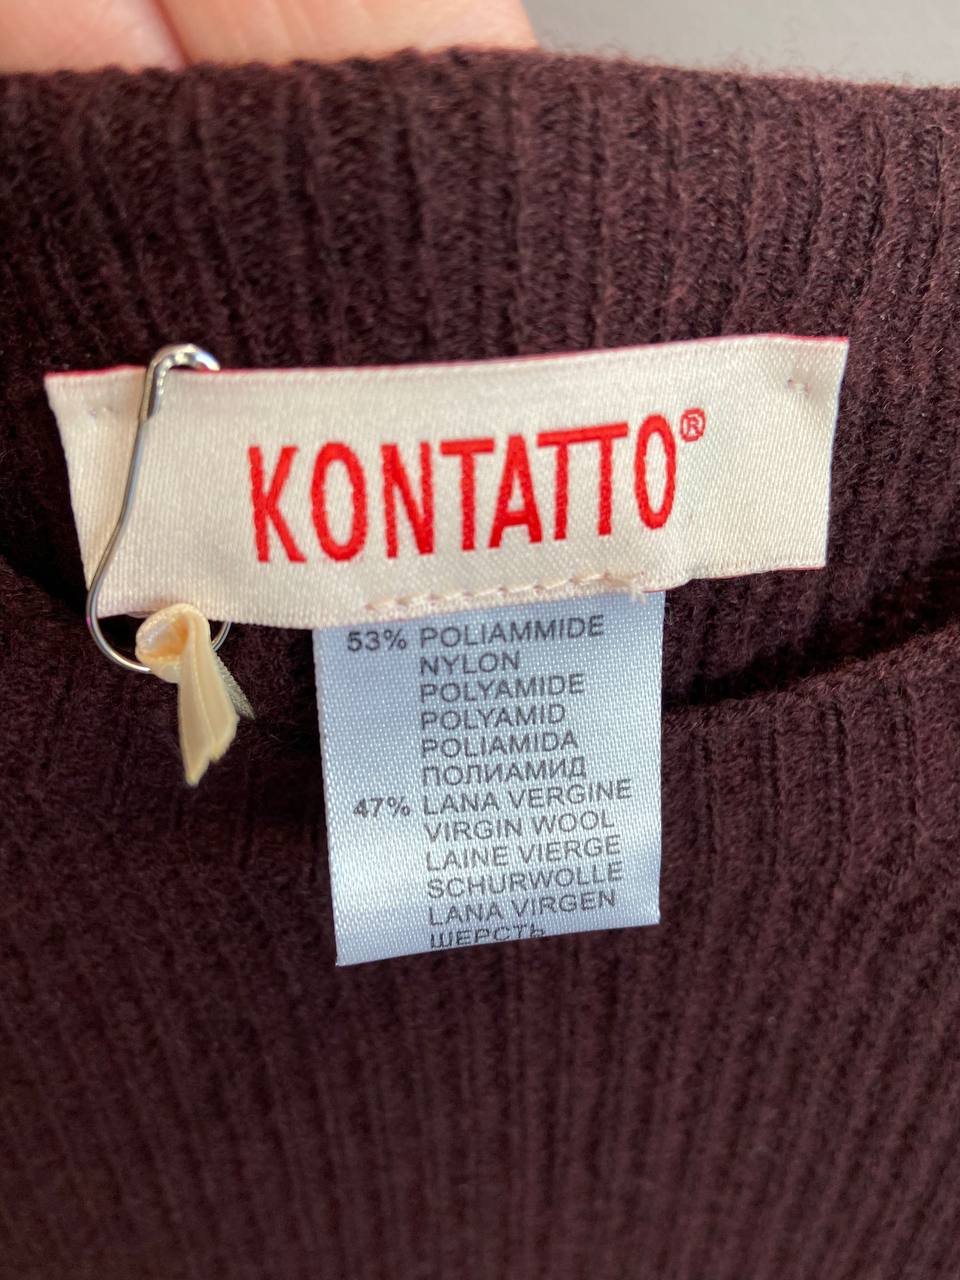 KONTATTO®
53% POLIAMMIDE
NYLON
POLYAMIDE
POLYAMID
POLIAMIDA
ПОЛИАМИД
47% LANA VERGINE
VIRGIN WOOL
LAINE VIERGE
SCHURWOLLE
LANA VIRGEN
ШЕРСТЬ